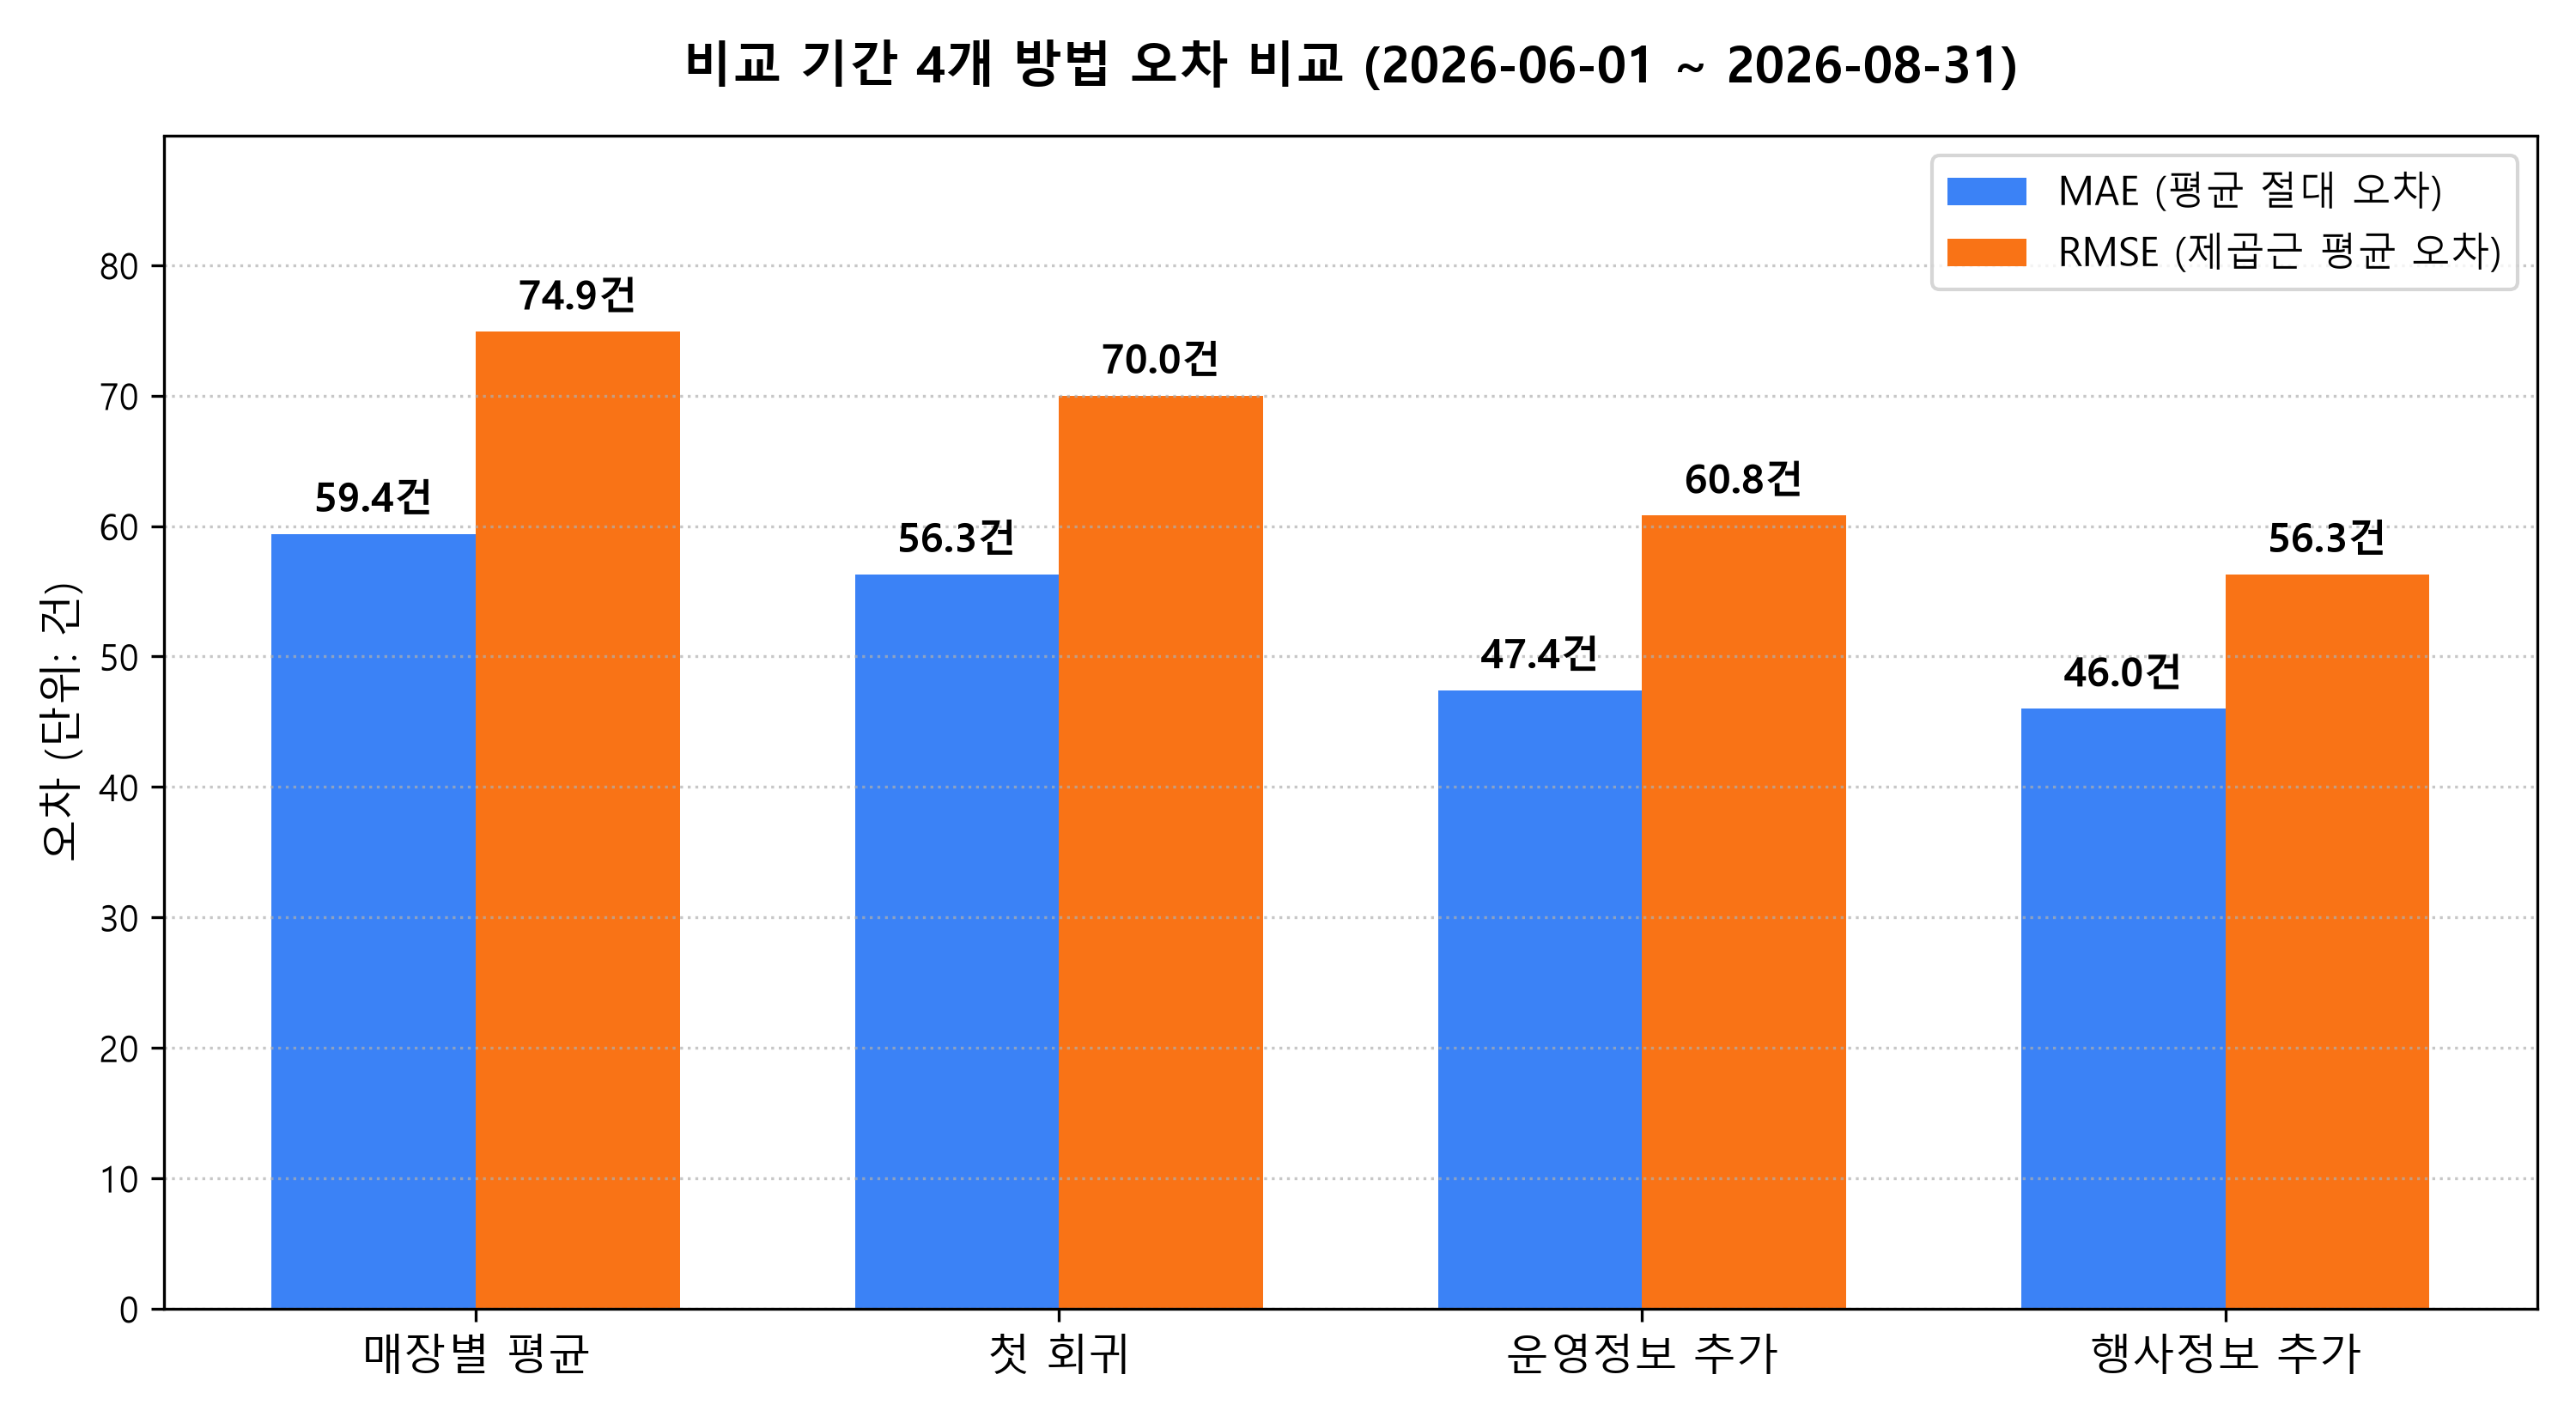 비교 기간 4개 방법 오차 비교 (2026-06-01 ~ 2026-08-31)
MAE (평균 절대 오차)
RMSE (제곱근 평균 오차)
오차 (단위: 건)
80
70
60
50
40
30
20
10
0
59.4건
74.9건
56.3건
70.0건
47.4건
60.8건
46.0건
56.3건
매장별 평균
첫 회귀
운영정보 추가
행사정보 추가